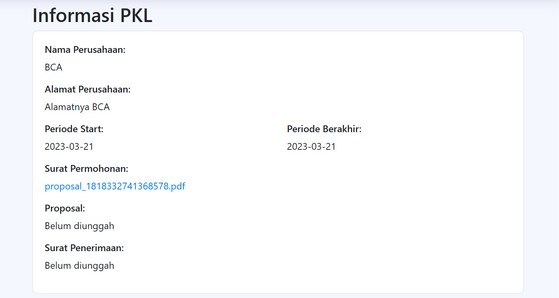 Informasi PKL
Nama Perusahaan:
BCA
Alamat Perusahaan:
Alamatnya BCA
Periode Start:
2023-03-21
Periode Berakhir:
2023-03-21
Surat Permohonan:
proposal_1818332741368578.pdf
Proposal:
Belum diunggah
Surat Penerimaan:
Belum diunggah